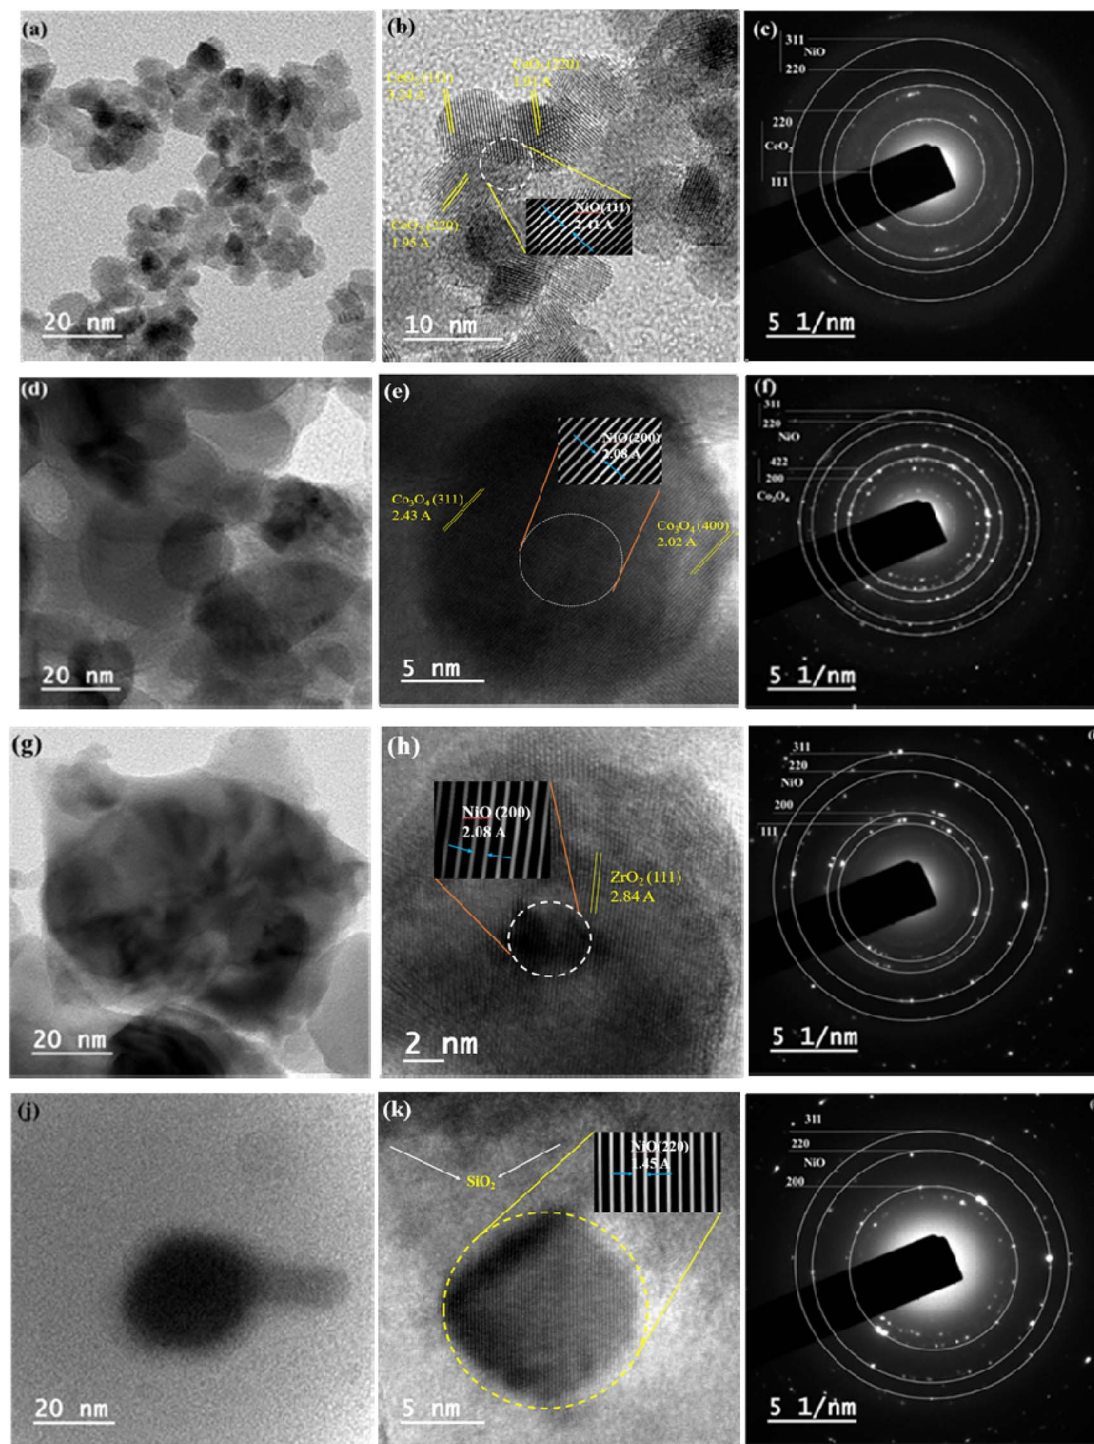 (a)
20 nm
(b)
CeO₂ (111)
3.24 A
CeO₂ (220)
1.91 A
CeO₂ (220)
1.95 A
NiO(111)
2.41 A
10 nm
(c)
311
NiO
220
220
CeO₂
111
5 1/nm
(d)
20 nm
(e)
NiO(200)
2.08 A
Co₃O₄ (311)
2.43 A
Co₃O₄ (400)
2.02 A
5 nm
(f)
311
220
NiO
422
200
Co₃O₄
5 1/nm
(g)
20 nm
(h)
NiO (200)
2.08 A
ZrO₂ (111)
2.84 A
2 nm
311
220
NiO
200
111
5 1/nm
(j)
20 nm
(k)
SiO₂
NiO(220)
1.45 A
5 nm
311
220
NiO
200
5 1/nm